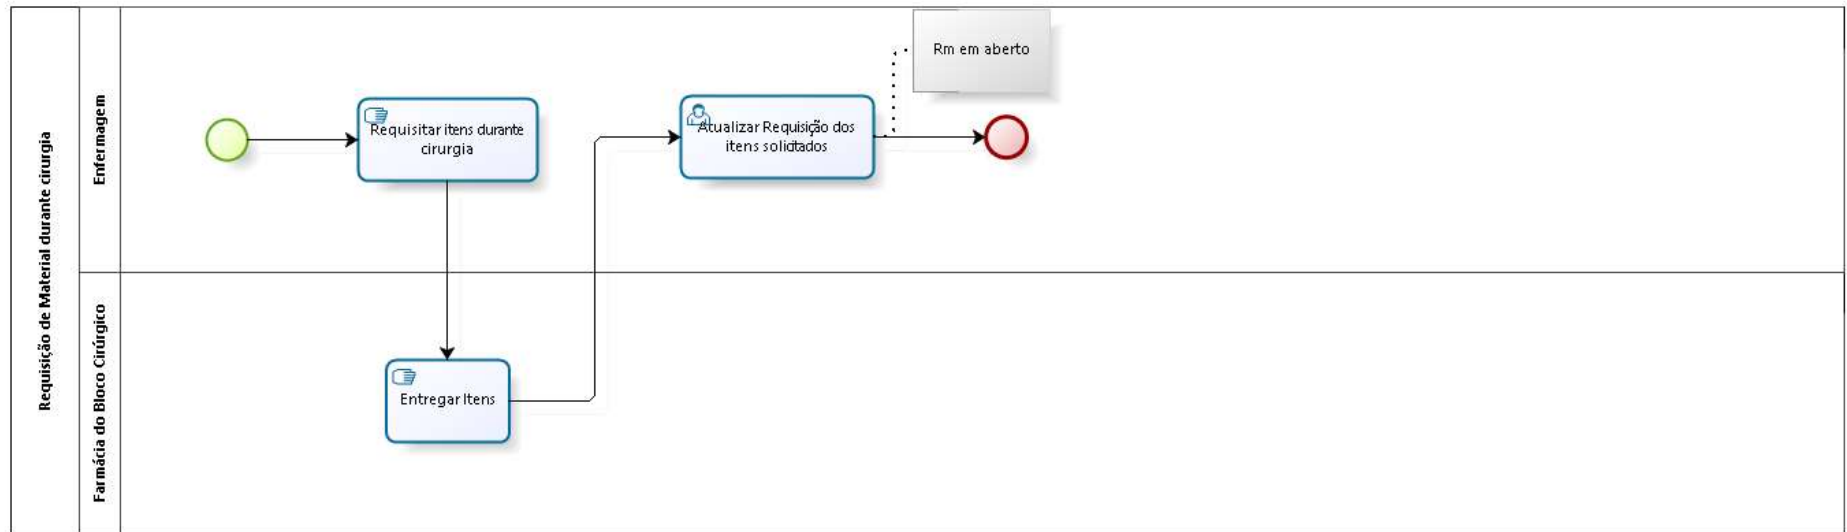 Requisição de Material durante cirurgia
Enfermagem
Requisitar itens durante
cirurgia
Atualizar Requisição dos
itens solicitados
Rm em aberto
Farmácia do Bloco Cirúrgico
Entregar Itens